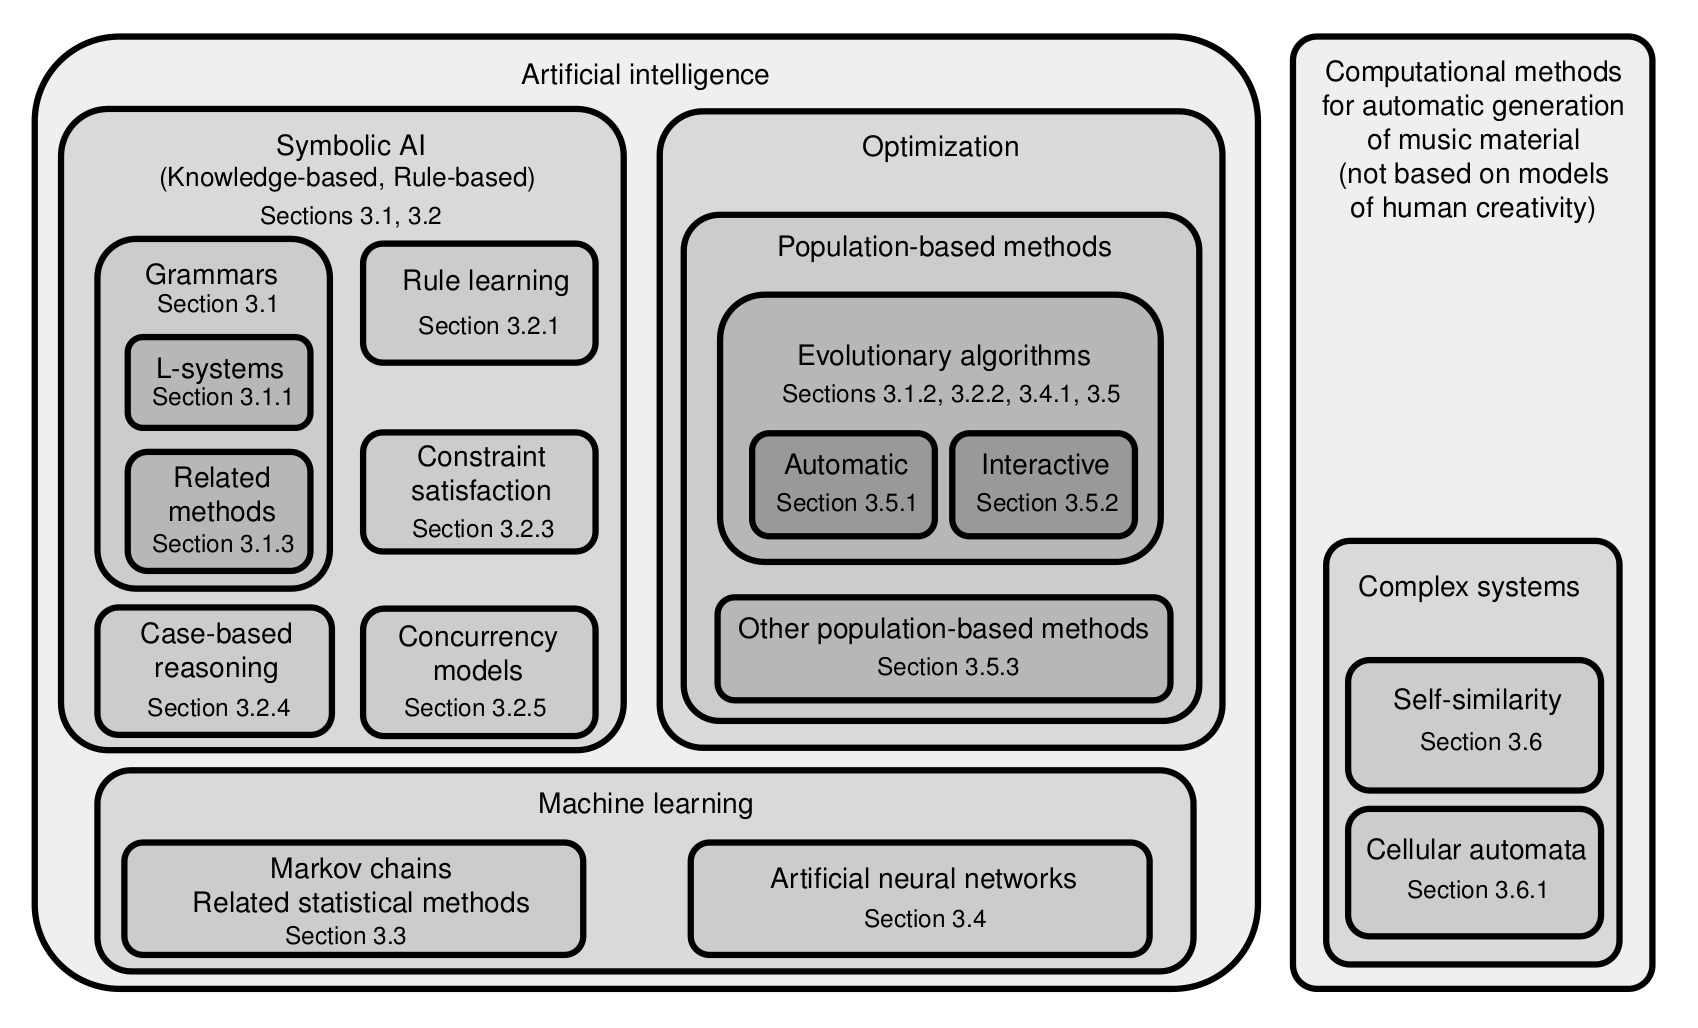 Artificial intelligence
Symbolic AI
(Knowledge-based, Rule-based)
Sections 3.1, 3.2
Grammars
Section 3.1
L-systems
Section 3.1.1
Related
methods
Section 3.1.3
Rule learning
Section 3.2.1
Constraint
satisfaction
Section 3.2.3
Case-based
reasoning
Section 3.2.4
Concurrency
models
Section 3.2.5
Optimization
Population-based methods
Evolutionary algorithms
Sections 3.1.2, 3.2.2, 3.4.1, 3.5
Automatic
Section 3.5.1
Interactive
Section 3.5.2
Other population-based methods
Section 3.5.3
Machine learning
Markov chains
Related statistical methods
Section 3.3
Artificial neural networks
Section 3.4
Computational methods
for automatic generation
of music material
(not based on models
of human creativity)
Complex systems
Self-similarity
Section 3.6
Cellular automata
Section 3.6.1